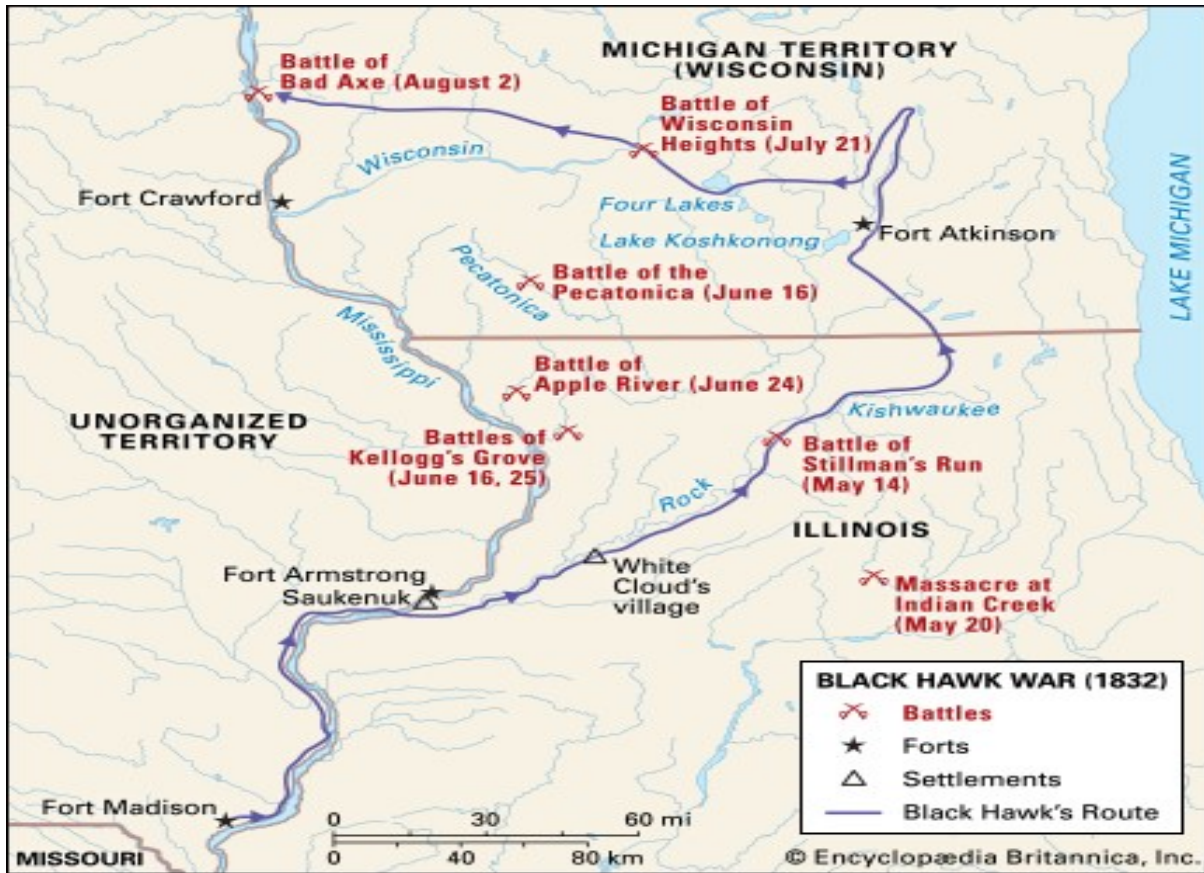 MICHIGAN TERRITORY
(WISCONSIN)
Battle of
Bad Axe (August 2)
Battle of
Wisconsin
Heights (July 21)
Wisconsin
Fort Crawford
Four Lakes
Lake Koshkonong
Fort Atkinson
LAKE MICHIGAN
Pecatonica
Battle of the
Pecatonica (June 16)
Mississippi
Battle of
Apple River (June 24)
UNORGANIZED
TERRITORY
Kishwaukee
Battles of
Kellogg's Grove
(June 16, 25)
Battle of
Stillman's Run
(May 14)
Rock
ILLINOIS
White
Cloud's
village
Fort Armstrong
Saukenuk
Massacre at
Indian Creek
(May 20)
Fort Madison
MISSOURI
0 30 60 mi
0 40 80 km
BLACK HAWK WAR (1832)
Battles
Forts
Settlements
Black Hawk's Route
© Encyclopædia Britannica, Inc.